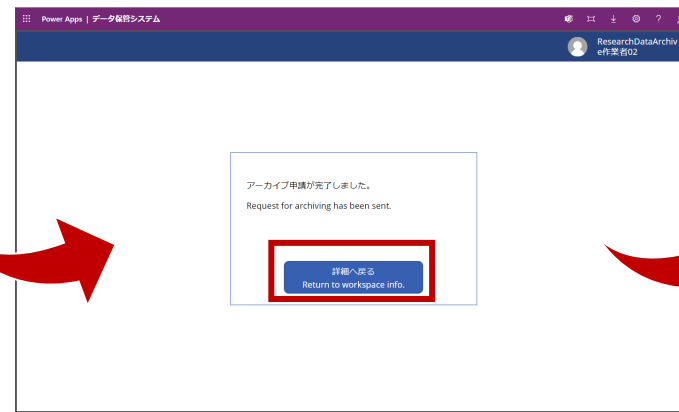 Power Apps | データ保管システム
?
ResearchDataArchiv
e作業者02
アーカイブ申請が完了しました。
Request for archiving has been sent.
詳細へ戻る
Return to workspace info.